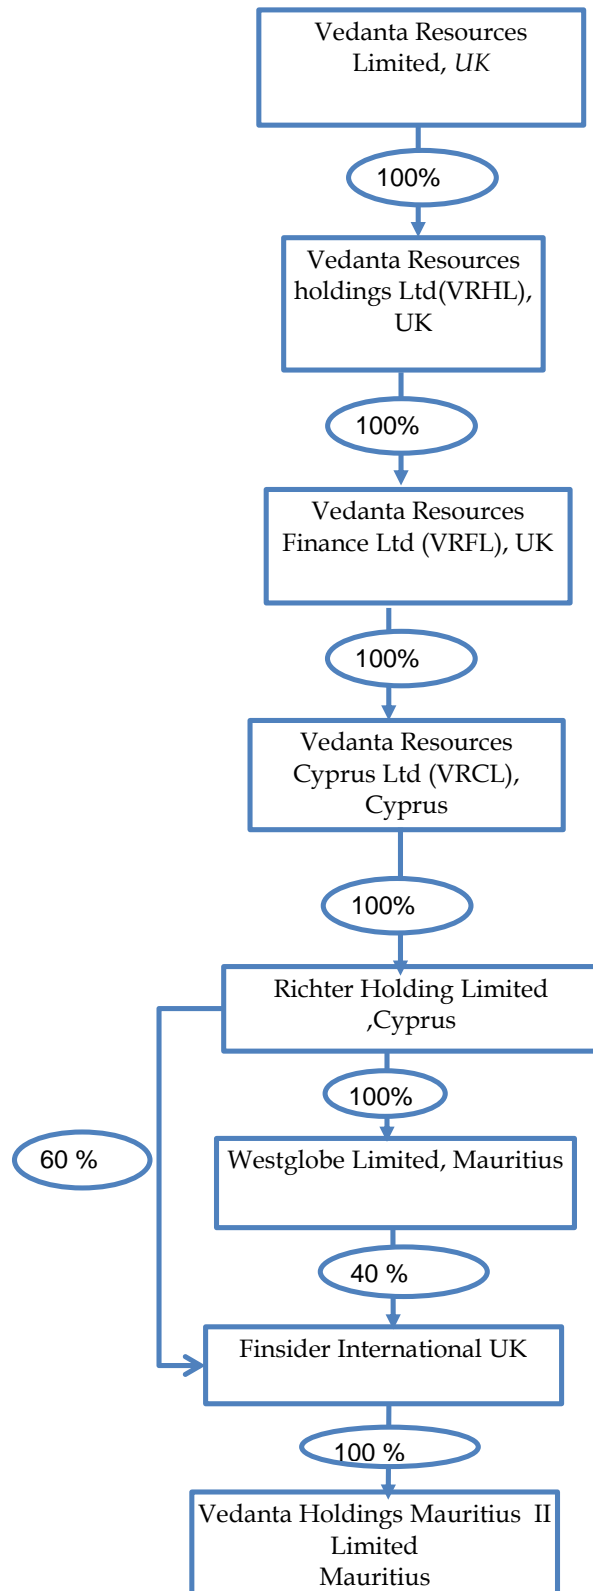 Vedanta Resources
Limited, UK
100%
Vedanta Resources
holdings Ltd(VRHL),
UK
100%
Vedanta Resources
Finance Ltd (VRFL), UK
100%
Vedanta Resources
Cyprus Ltd (VRCL),
Cyprus
100%
Richter Holding Limited
,Cyprus
100%
60 %
Westglobe Limited, Mauritius
40 %
Finsider International UK
100 %
Vedanta Holdings Mauritius II
Limited
Mauritius